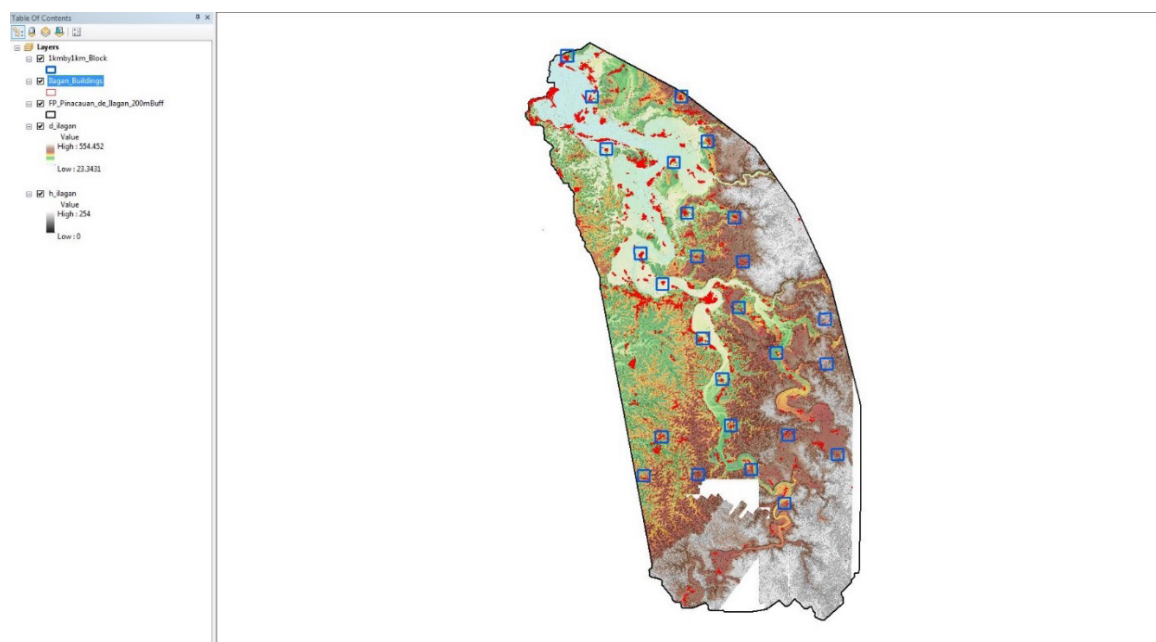 Table Of Contents
Layers
1kmby1km_Block
Ilagan_Buildings
FP_Pinacauan_de_Ilagan_200mBuff
d_ilagan
Value
High : 554.452
Low : 23.3431
h_ilagan
Value
High : 254
Low : 0